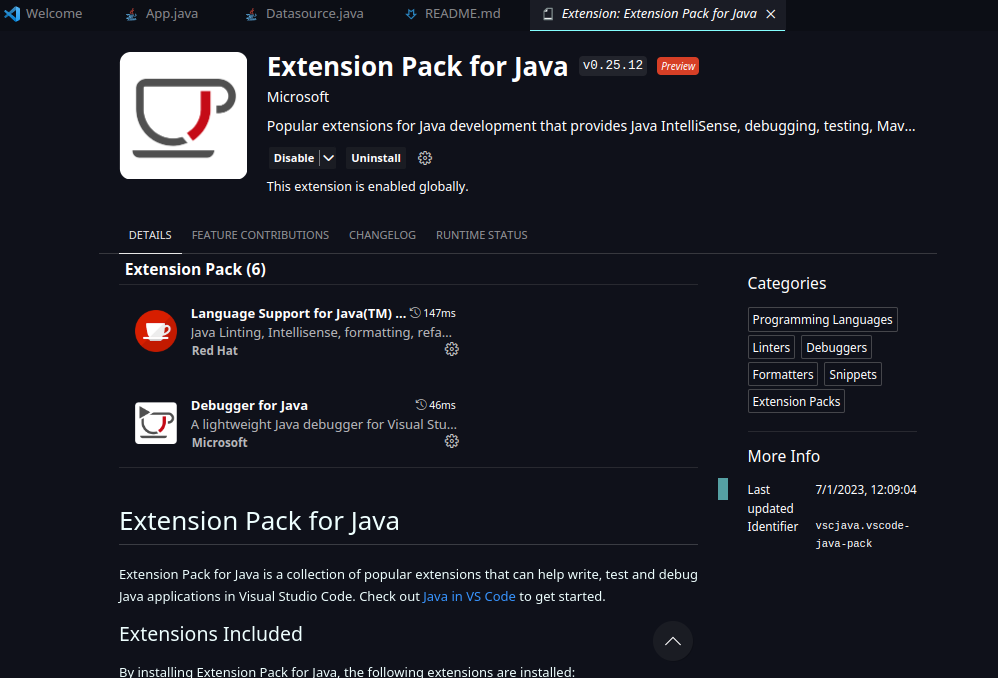 Welcome
App.java
Datasource.java
README.md
Extension: Extension Pack for Java
Extension Pack for Java v0.25.12 Preview
Microsoft
Popular extensions for Java development that provides Java IntelliSense, debugging, testing, Mav...
Disable
Uninstall
This extension is enabled globally.
DETAILS
FEATURE CONTRIBUTIONS
CHANGELOG
RUNTIME STATUS
Extension Pack (6)
Language Support for Java(TM) ... 147ms
Java Linting, Intellisense, formatting, refa...
Red Hat
Debugger for Java 46ms
A lightweight Java debugger for Visual Stu...
Microsoft
Extension Pack for Java
Extension Pack for Java is a collection of popular extensions that can help write, test and debug
Java applications in Visual Studio Code. Check out Java in VS Code to get started.
Extensions Included
By installing Extension Pack for Java, the following extensions are installed:
Categories
Programming Languages
Linters
Debuggers
Formatters
Snippets
Extension Packs
More Info
Last 7/1/2023, 12:09:04
updated
Identifier vscjava.vscode-
java-pack